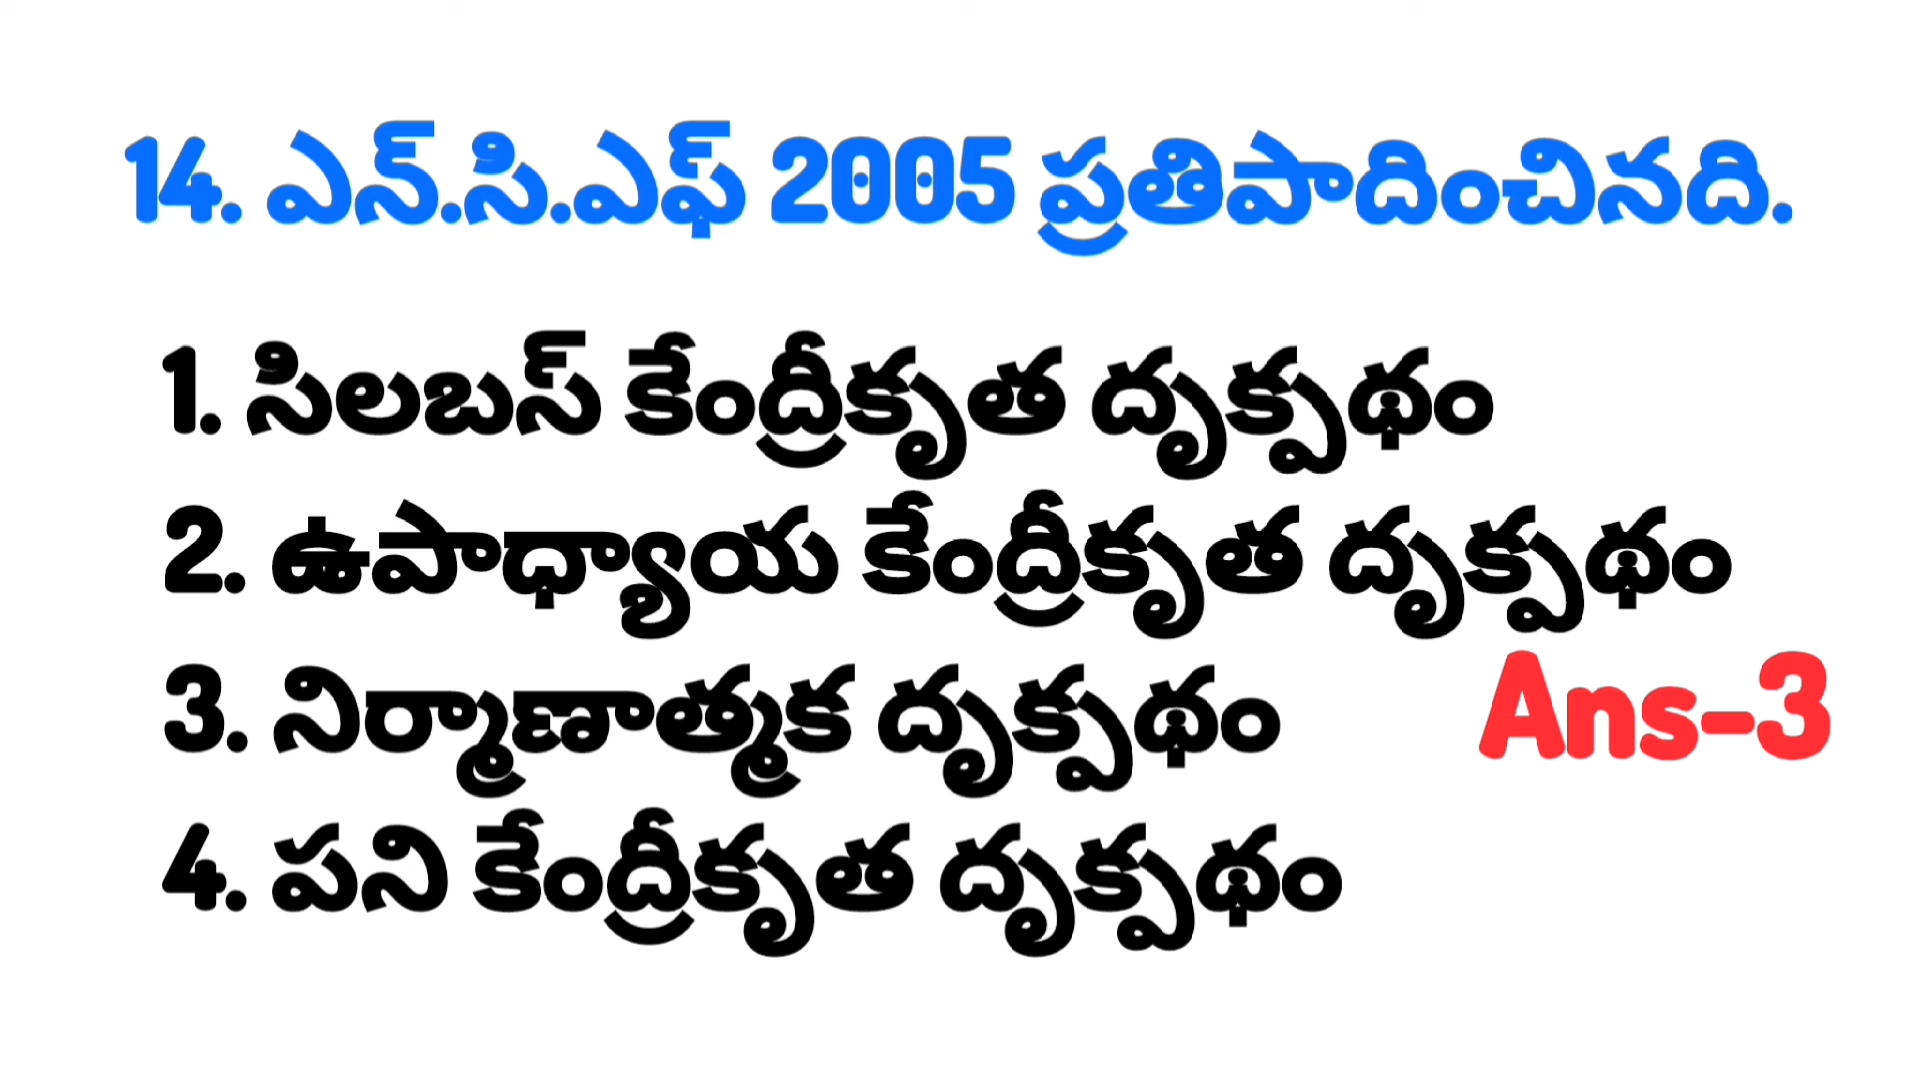 14. ఎన్.సి.ఎఫ్ 2005 ప్రతిపాదించినది.
1. సిలబస్ కేంద్రీకృత దృక్పథం
2. ఉపాధ్యాయ కేంద్రీకృత దృక్పథం
3. నిర్మాణాత్మక దృక్పథం
Ans-3
4. పని కేంద్రీకృత దృక్పథం